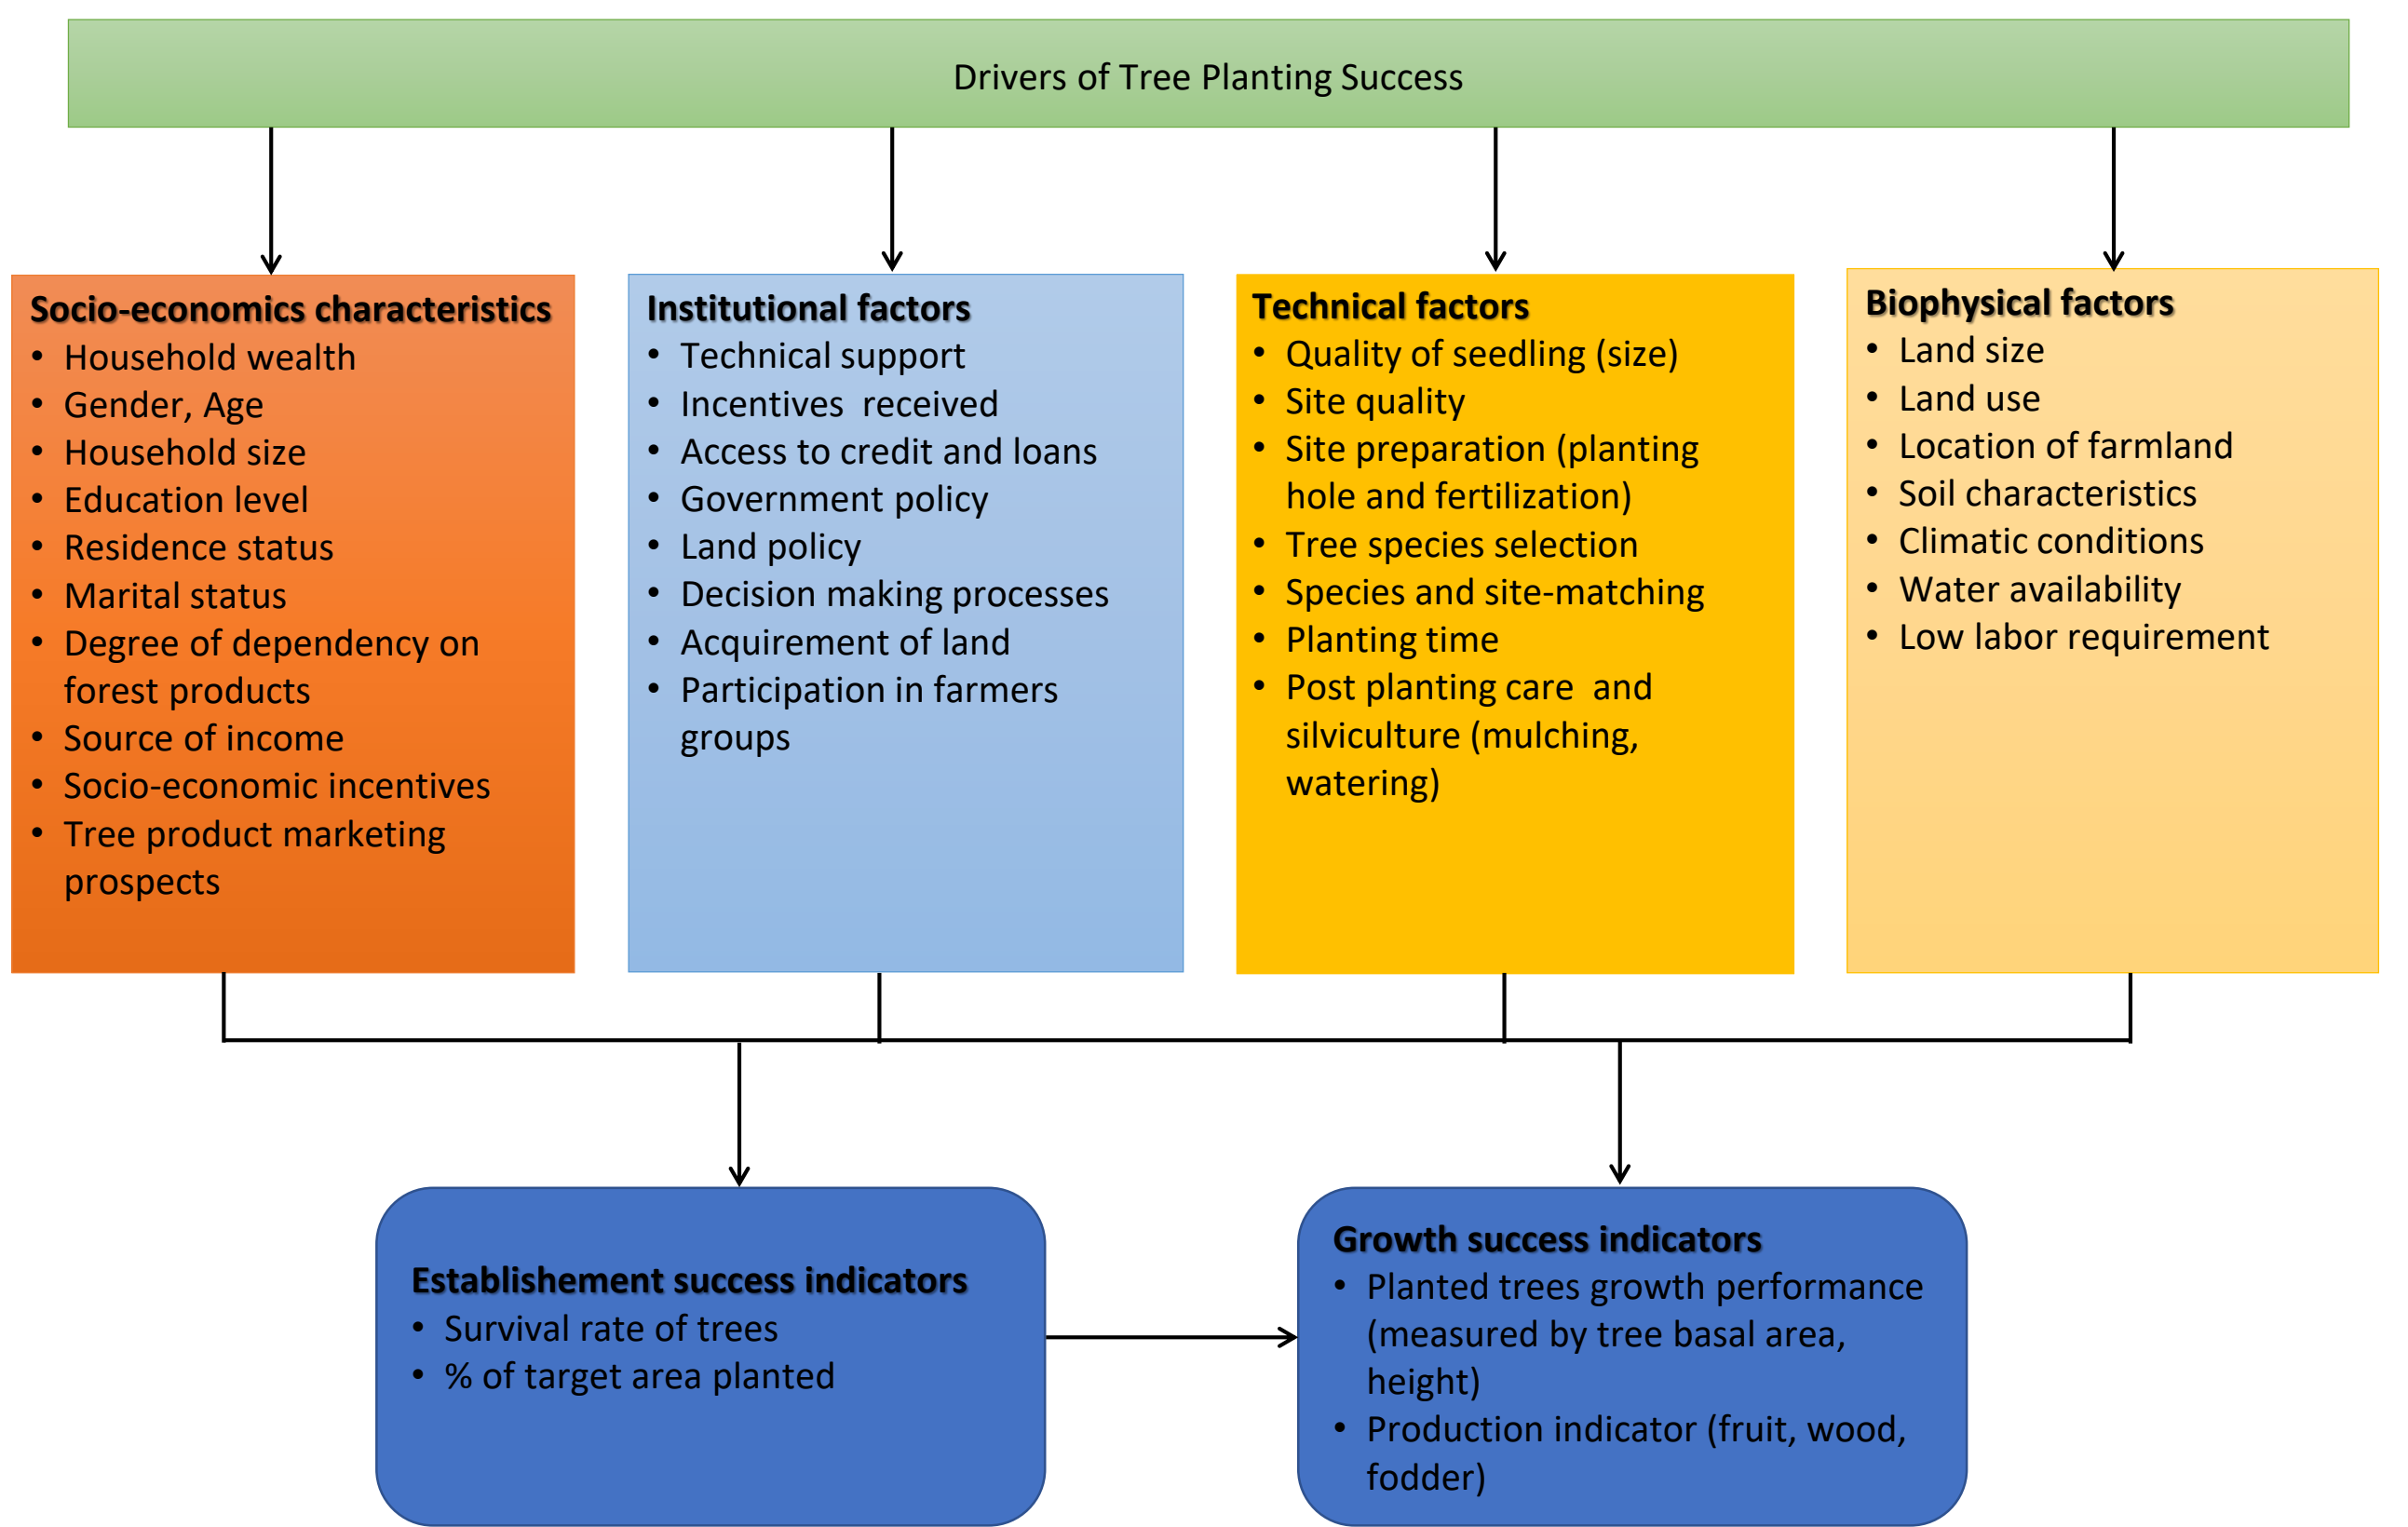 Drivers of Tree Planting Success
Socio-economics characteristics
• Household wealth
• Gender, Age
• Household size
• Education level
• Residence status
• Marital status
• Degree of dependency on
forest products
• Source of income
• Socio-economic incentives
• Tree product marketing
prospects
Institutional factors
• Technical support
• Incentives  received
• Access to credit and loans
• Government policy
• Land policy
• Decision making processes
• Acquirement of land
• Participation in farmers
groups
Technical factors
• Quality of seedling (size)
• Site quality
• Site preparation (planting
hole and fertilization)
• Tree species selection
• Species and site-matching
• Planting time
• Post planting care  and
silviculture (mulching,
watering)
Biophysical factors
• Land size
• Land use
• Location of farmland
• Soil characteristics
• Climatic conditions
• Water availability
• Low labor requirement
Establishement success indicators
• Survival rate of trees
• % of target area planted
Growth success indicators
• Planted trees growth performance
(measured by tree basal area,
height)
• Production indicator (fruit, wood,
fodder)